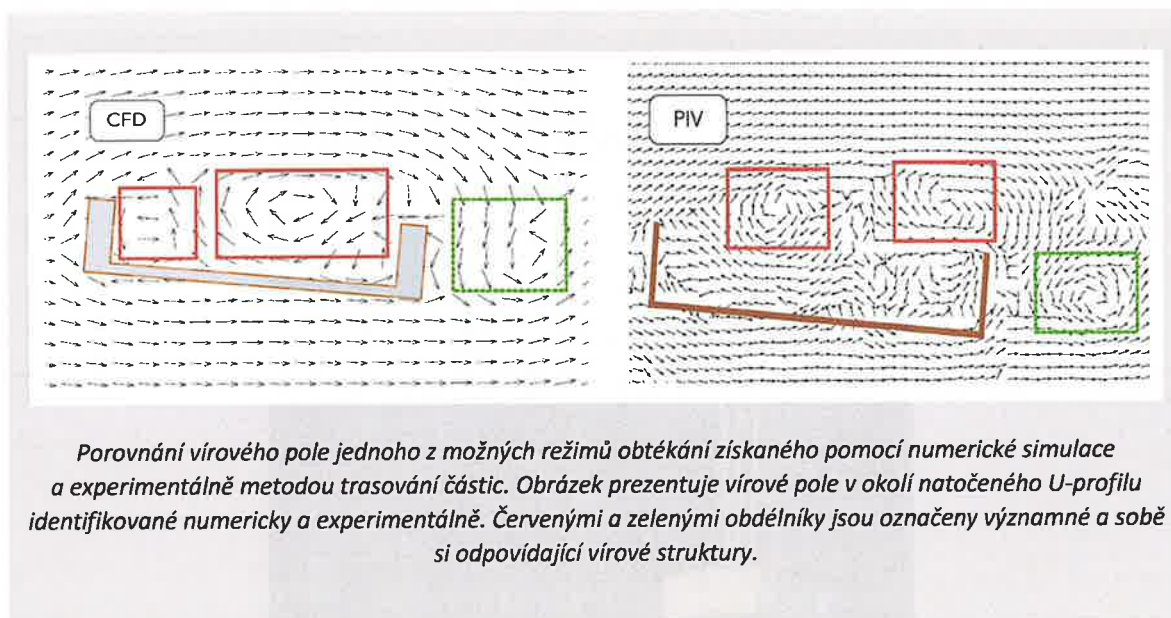 CFD
PIV
Porovnání vírového pole jednoho z možných režimů obtékání získaného pomocí numerické simulace
a experimentálně metodou trasování částic. Obrázek prezentuje vírové pole v okolí natočeného U-profilu
identifikované numericky a experimentálně. Červenými a zelenými obdélníky jsou označeny významné a sobě
si odpovídající vírové struktury.